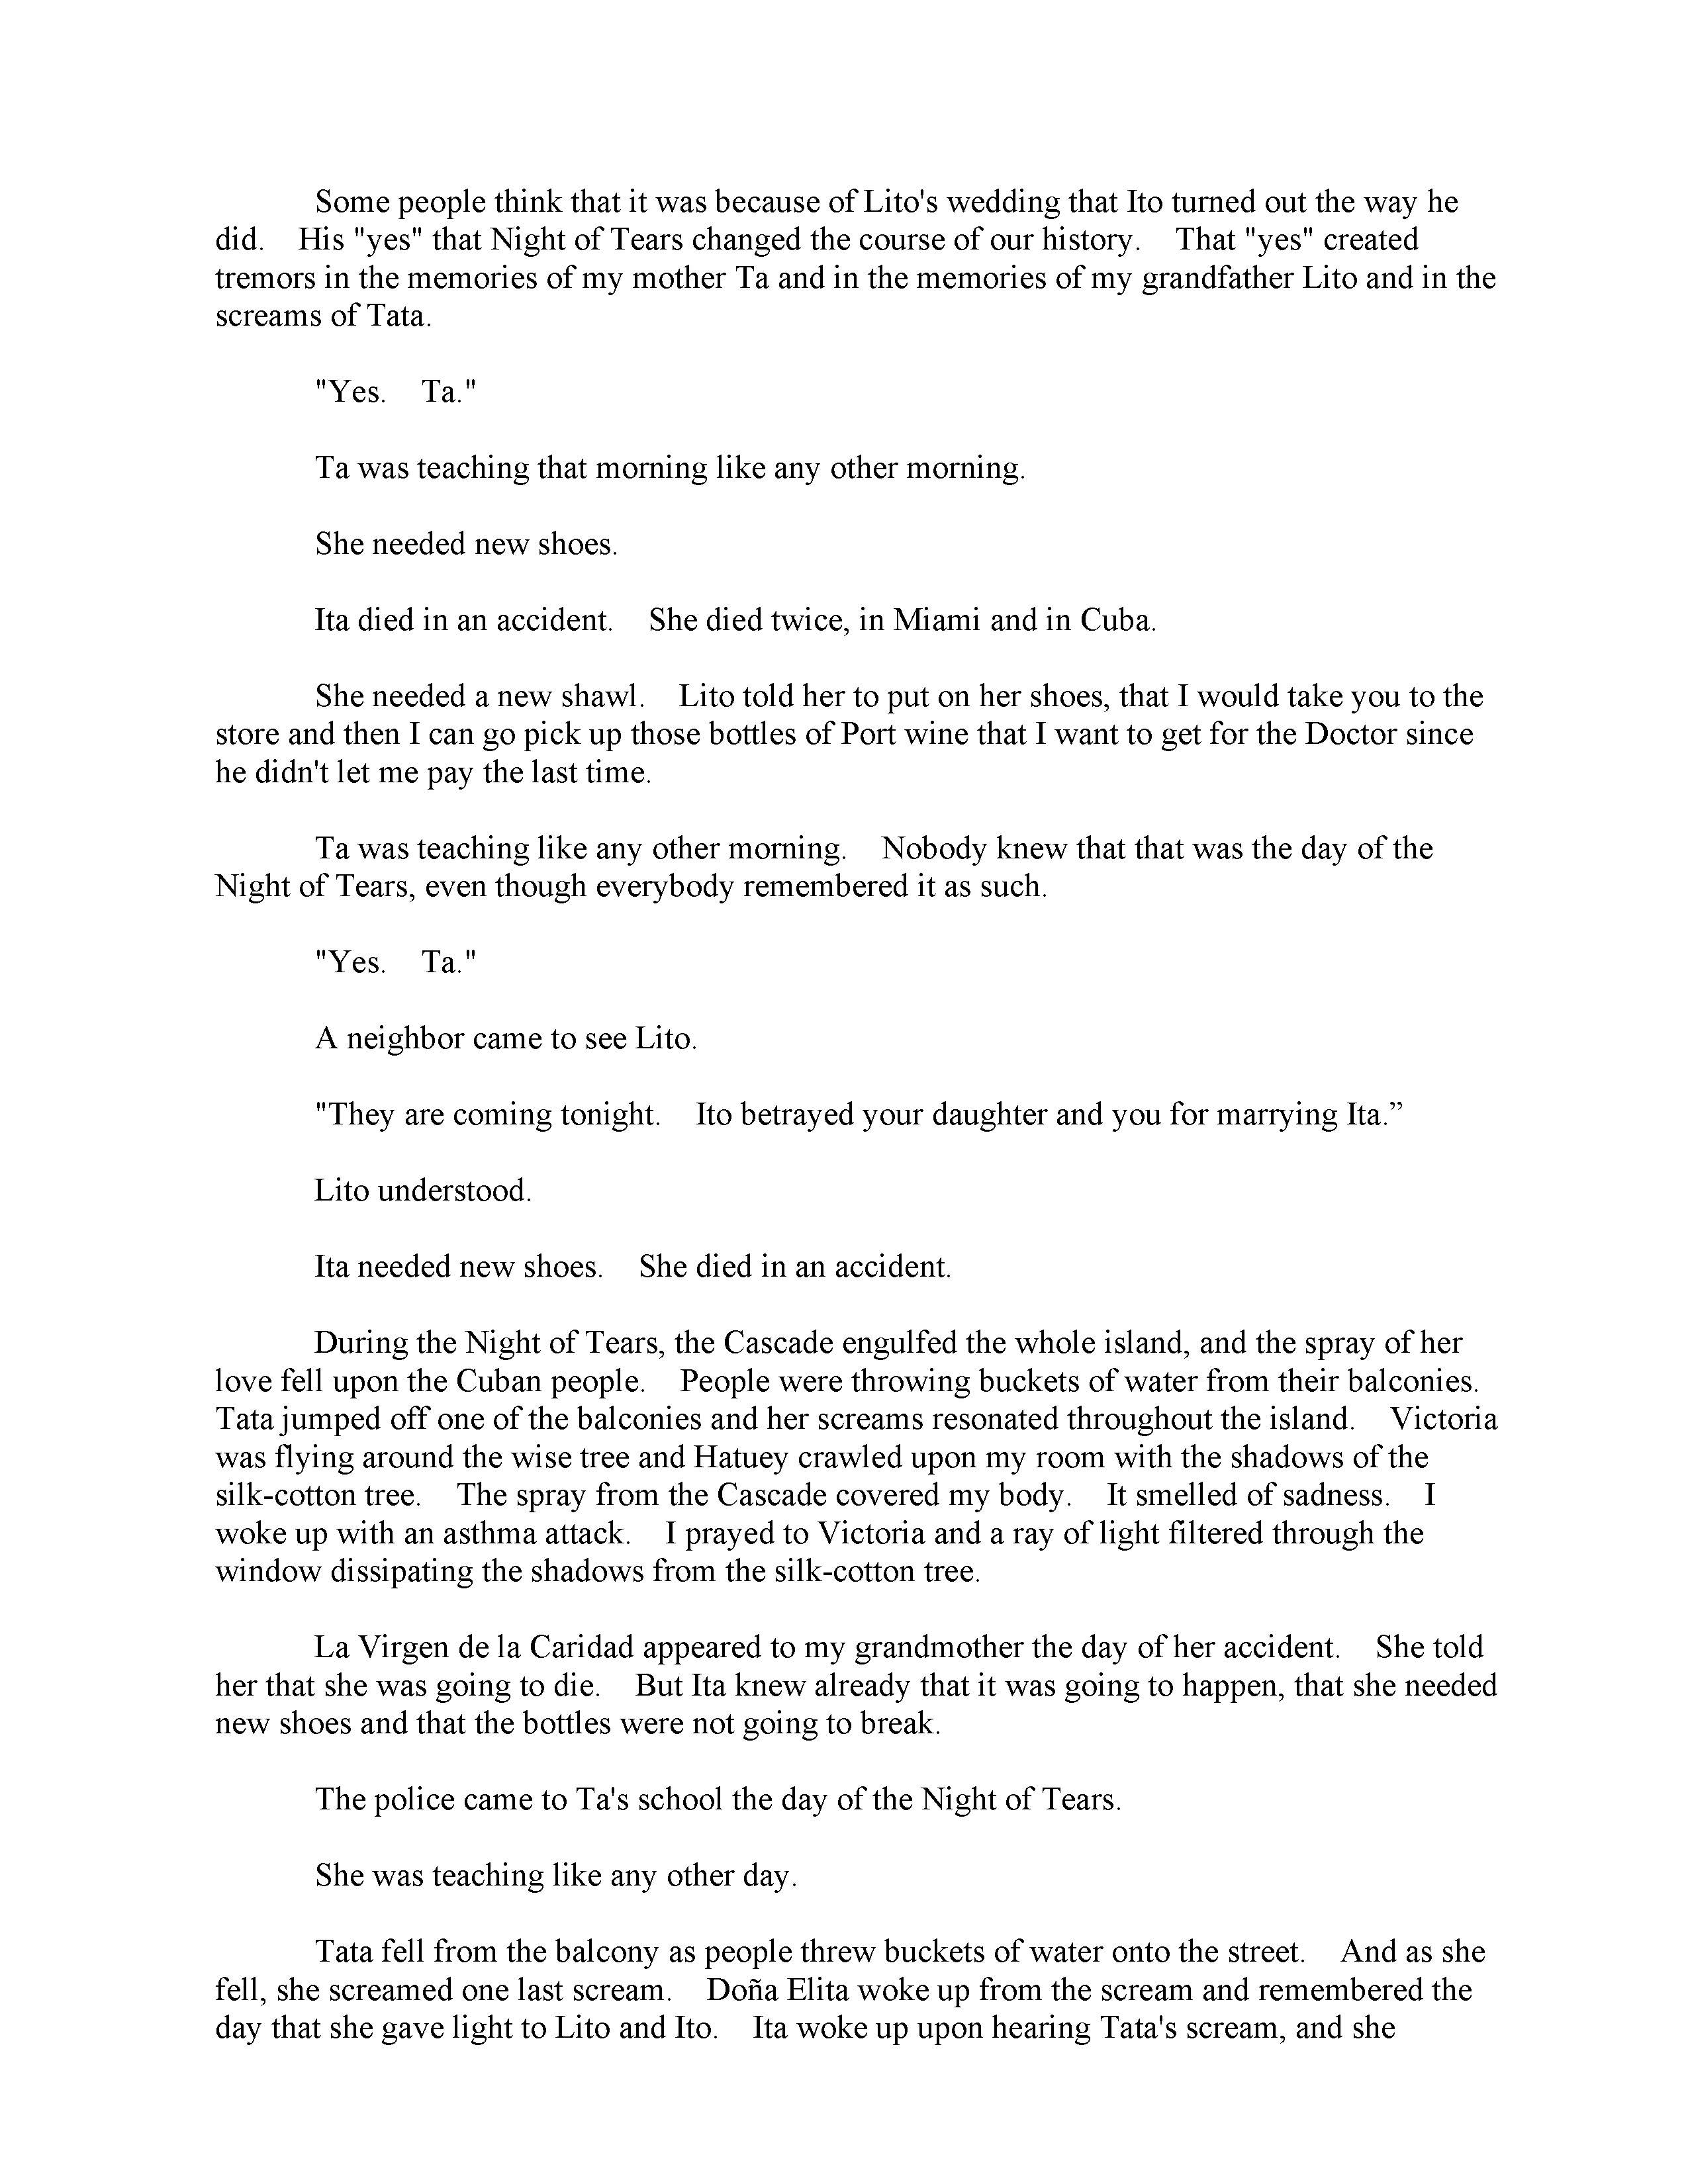 Some people think that it was because of Lito's wedding that Ito turned out the way he
did. His "yes" that Night of Tears changed the course of our history. That "yes" created
tremors in the memories of my mother Ta and in the memories of my grandfather Lito and in the
screams of Tata.
"Yes. Ta."
Ta was teaching that morning like any other morning.
She needed new shoes.
Ita died in an accident. She died twice, in Miami and in Cuba.
She needed a new shawl. Lito told her to put on her shoes, that I would take you to the
store and then I can go pick up those bottles of Port wine that I want to get for the Doctor since
he didn't let me pay the last time.
Ta was teaching like any other morning. Nobody knew that that was the day of the
Night of Tears, even though everybody remembered it as such.
"Yes. Ta."
A neighbor came to see Lito.
"They are coming tonight. Ito betrayed your daughter and you for marrying Ita.”
Lito understood.
Ita needed new shoes. She died in an accident.
During the Night of Tears, the Cascade engulfed the whole island, and the spray of her
love fell upon the Cuban people. People were throwing buckets of water from their balconies.
Tata jumped off one of the balconies and her screams resonated throughout the island. Victoria
was flying around the wise tree and Hatuey crawled upon my room with the shadows of the
silk-cotton tree. The spray from the Cascade covered my body. It smelled of sadness. I
woke up with an asthma attack. I prayed to Victoria and a ray of light filtered through the
window dissipating the shadows from the silk-cotton tree.
La Virgen de la Caridad appeared to my grandmother the day of her accident. She told
her that she was going to die. But Ita knew already that it was going to happen, that she needed
new shoes and that the bottles were not going to break.
The police came to Ta's school the day of the Night of Tears.
She was teaching like any other day.
Tata fell from the balcony as people threw buckets of water onto the street. And as she
fell, she screamed one last scream. Doña Elita woke up from the scream and remembered the
day that she gave light to Lito and Ito. Ita woke up upon hearing Tata's scream, and she